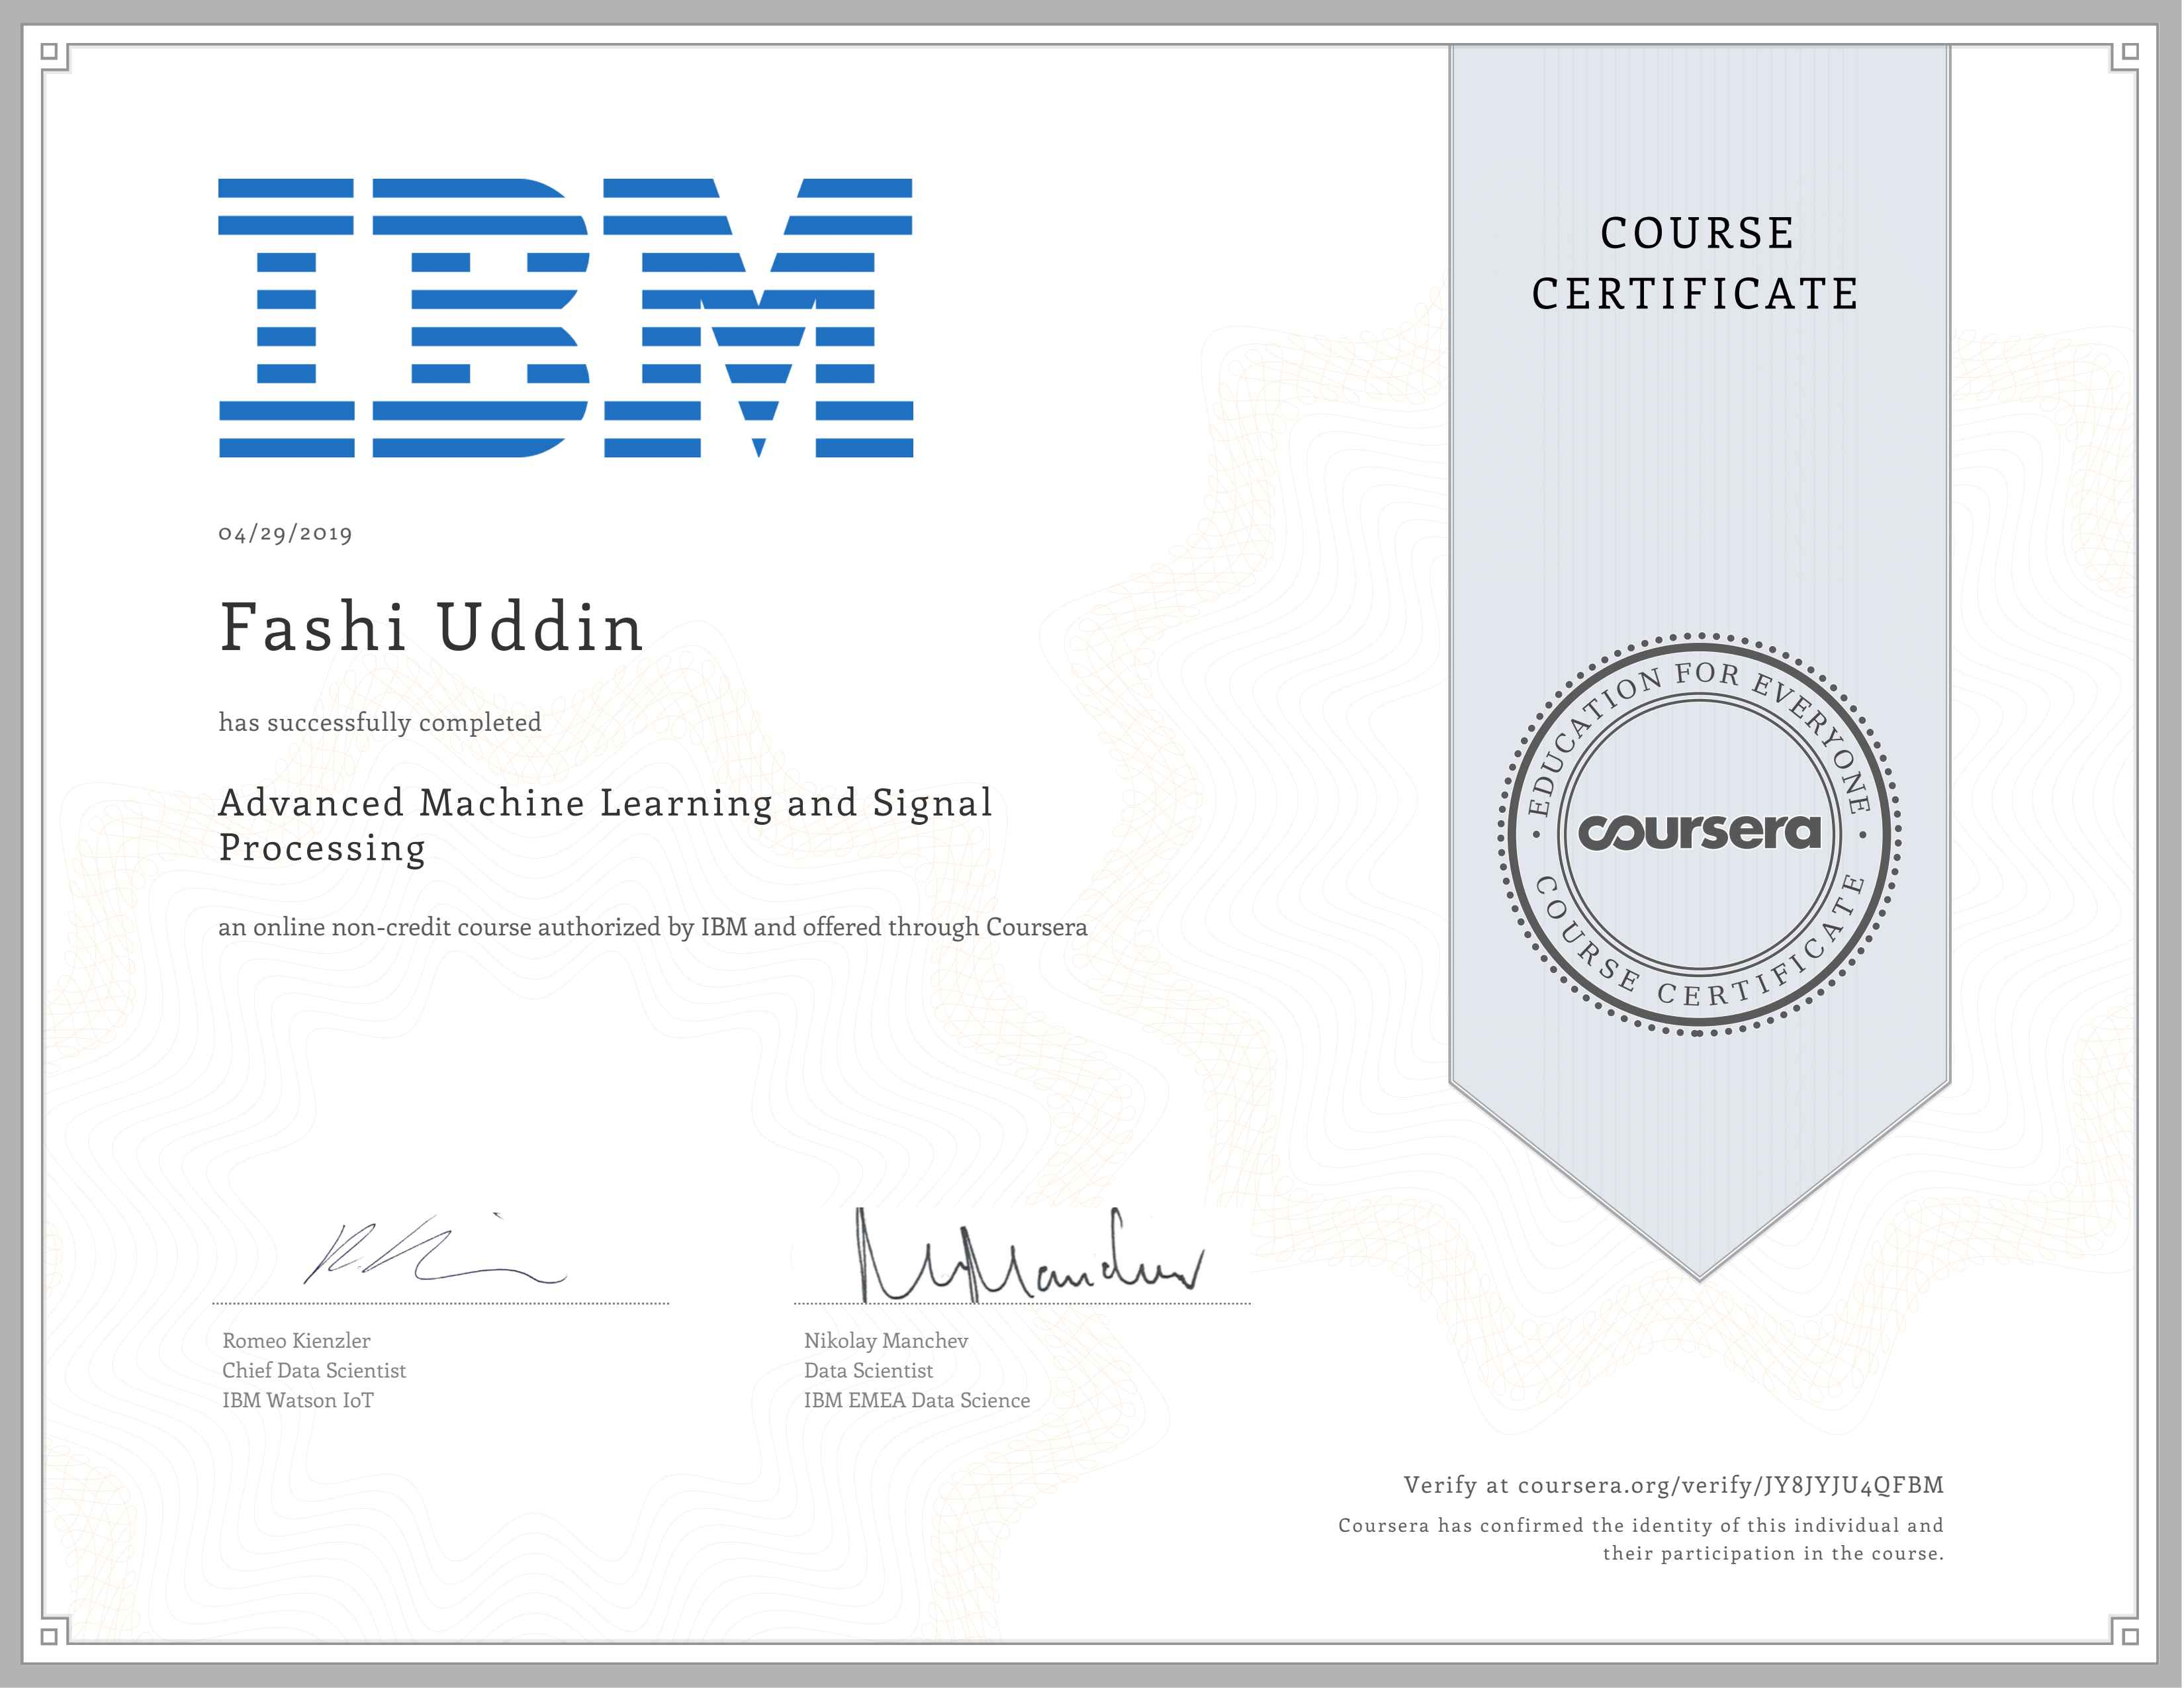 IBM
04/29/2019
Fashi Uddin
has successfully completed
Advanced Machine Learning and Signal
Processing
an online non-credit course authorized by IBM and offered through Coursera
Romeo Kienzler
Chief Data Scientist
IBM Watson IoT
Nikolay Manchev
Data Scientist
IBM EMEA Data Science
COURSE
CERTIFICATE
EDUCATION FOR EVERYONE
coursera
COURSE CERTIFICATE
Verify at coursera.org/verify/JY8JYJU4QFBM
Coursera has confirmed the identity of this individual and
their participation in the course.